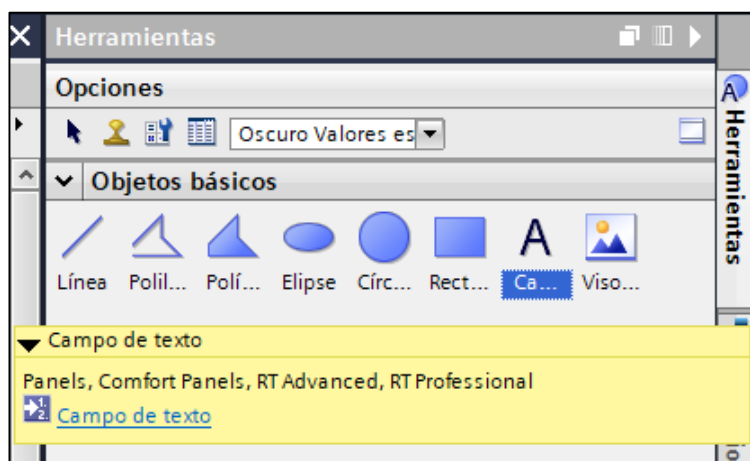 Herramientas
Opciones
Oscuro Valores es
Objetos básicos
Línea Polil... Polí... Elipse Círc... Rect... Ca... Viso...
Campo de texto
Panels, Comfort Panels, RT Advanced, RT Professional
Campo de texto
Herramientas